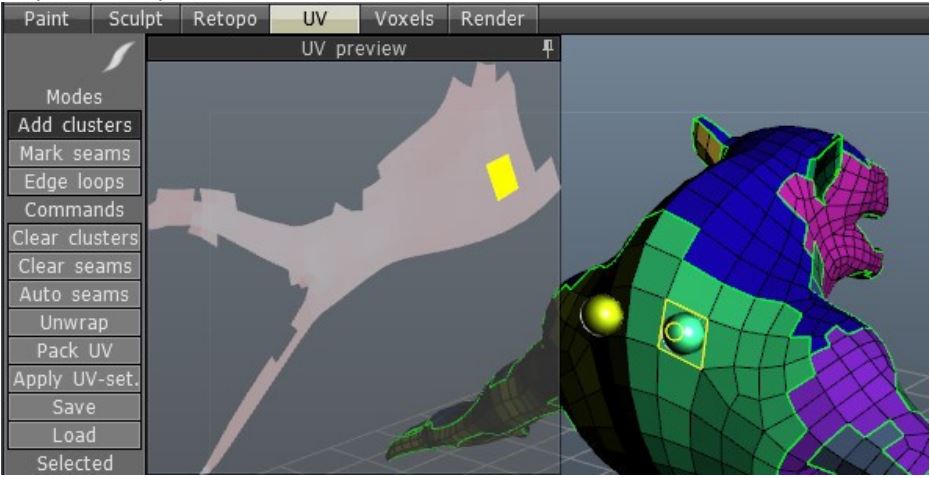 Paint Sculpt Retopo UV Voxels Render
UV preview
Modes
Add clusters
Mark seams
Edge loops
Commands
Clear clusters
Clear seams
Auto seams
Unwrap
Pack UV
Apply UV-set.
Save
Load
Selected